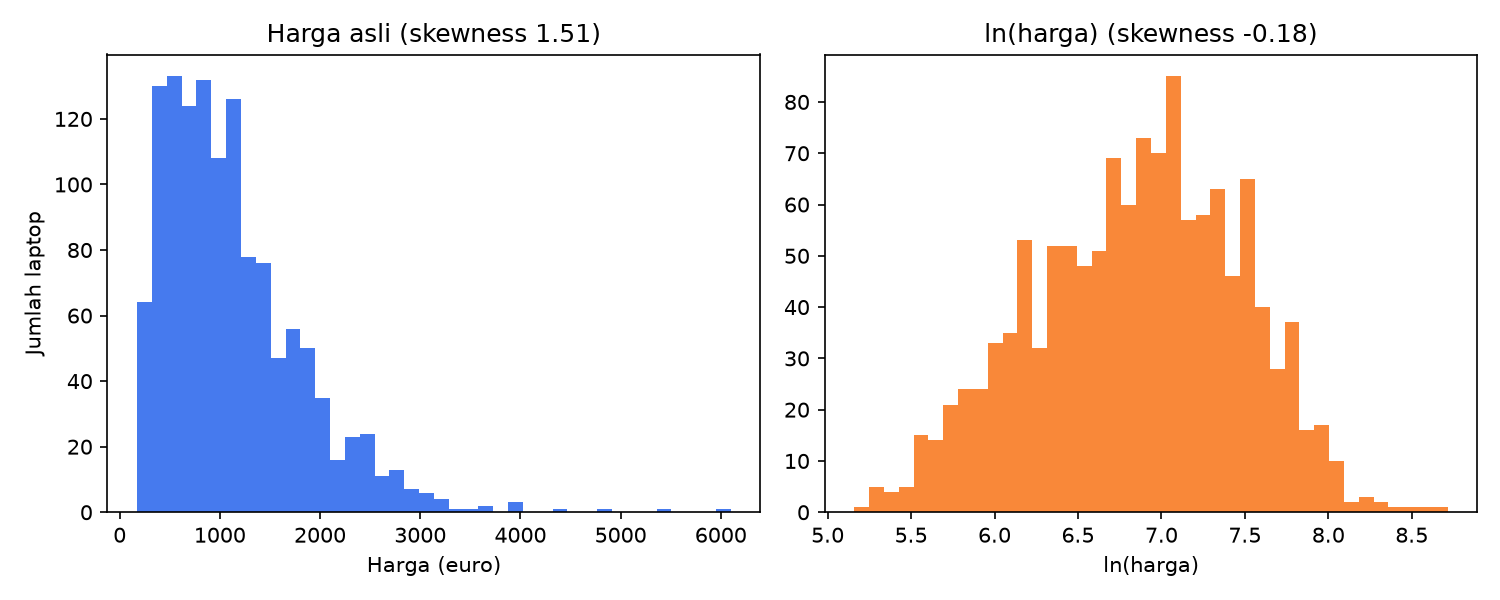 Harga asli (skewness 1.51)
120
100
80
60
40
20
0
Jumlah laptop
0 1000 2000 3000 4000 5000 6000
Harga (euro)
ln(harga) (skewness -0.18)
80
70
60
50
40
30
20
10
0
5.0 5.5 6.0 6.5 7.0 7.5 8.0 8.5
ln(harga)